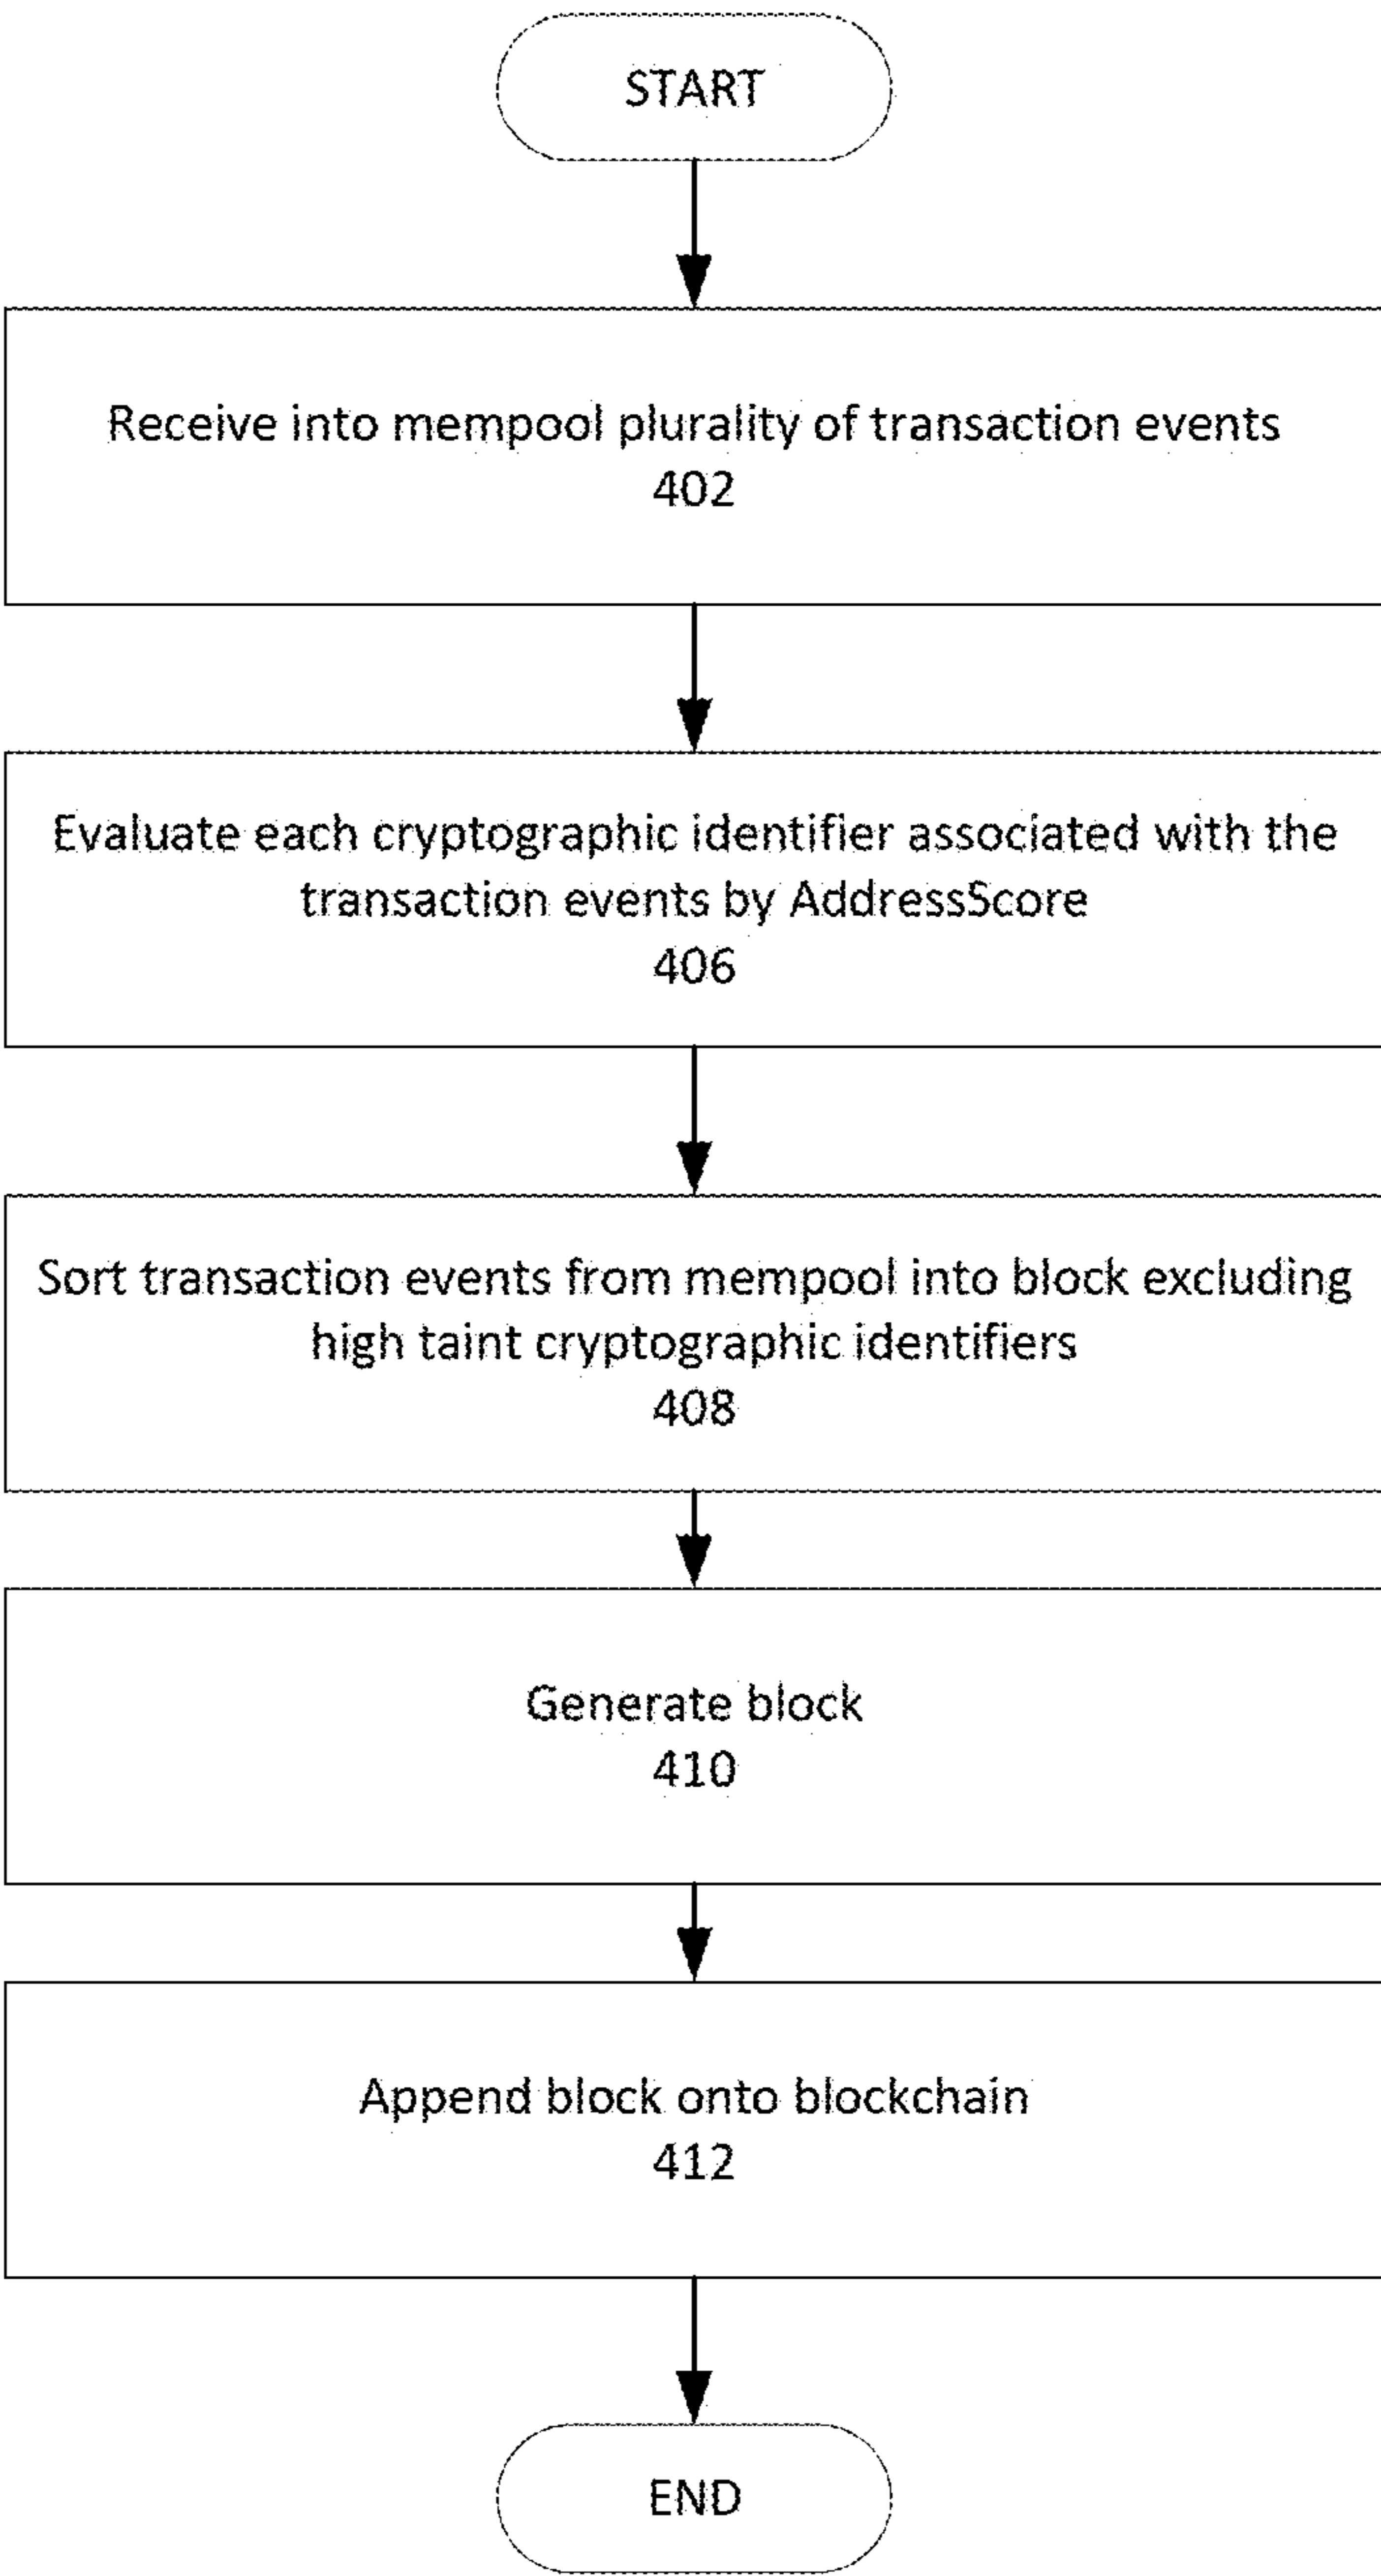 START
Receive into mempool plurality of transaction events
402
Evaluate each cryptographic identifier associated with the
transaction events by AddressScore
406
Sort transaction events from mempool into block excluding
high taint cryptographic identifiers
408
Generate block
410
Append block onto blockchain
412
END